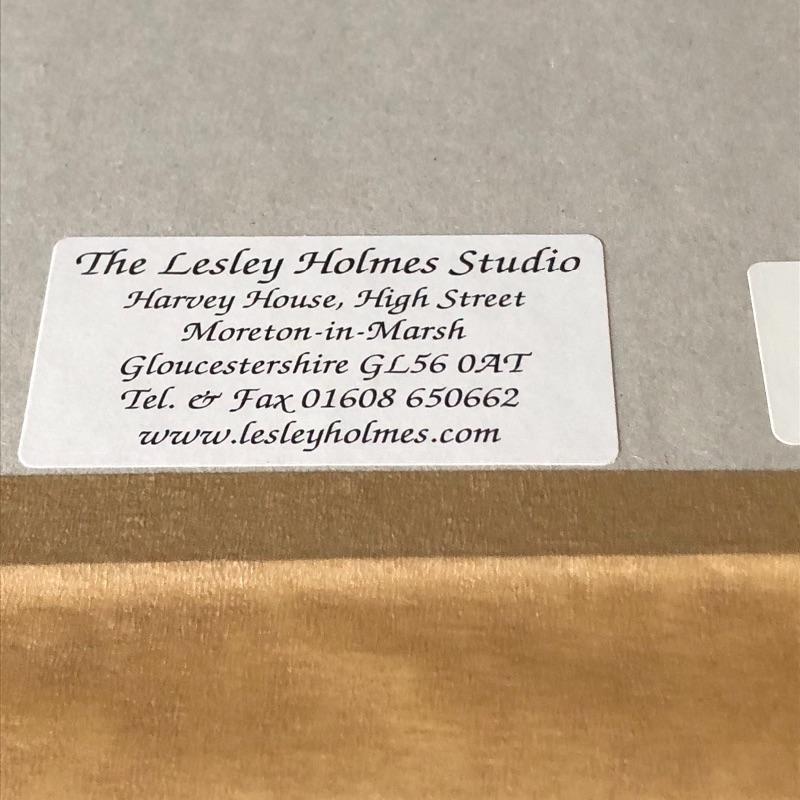 The Lesley Holmes Studio
Harvey House, High Street
Moreton-in-Marsh
Gloucestershire GL56 0AT
Tel. & Fax 01608 650662
www.lesleyholmes.com